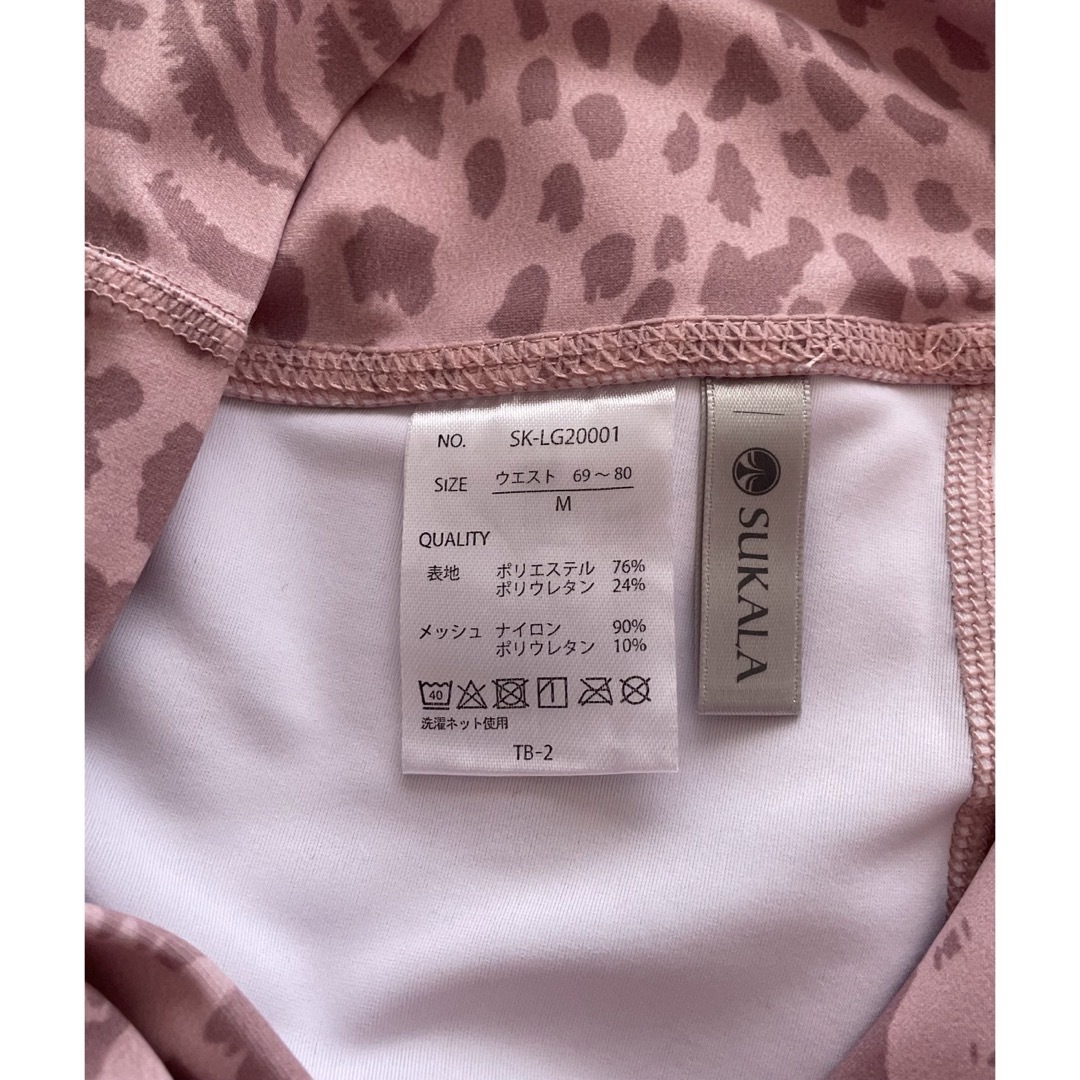 NO. SK-LG20001
SIZE ウエスト 69～80
M
QUALITY
表地 ポリエステル 76%
ポリウレタン 24%
メッシュ ナイロン 90%
ポリウレタン 10%
40
洗濯ネット使用
TB-2
SUKALA